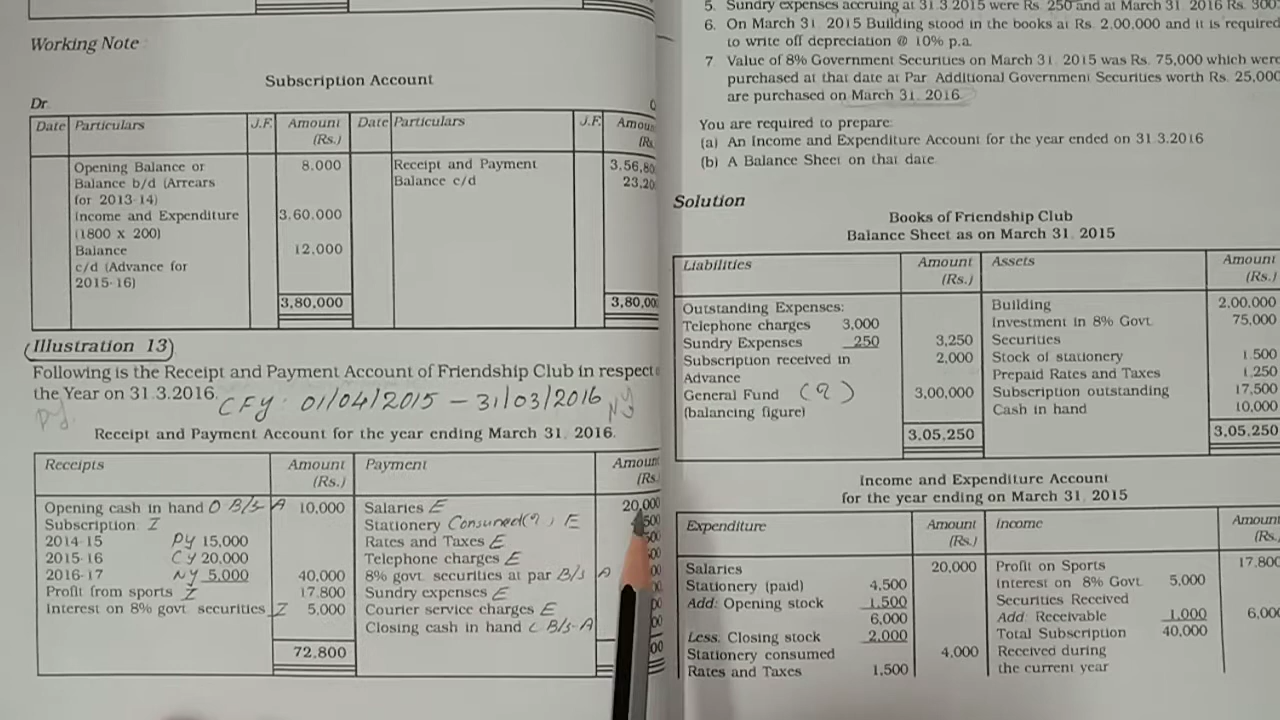 Working Note
Subscription Account
Dr.
Date Particulars J.F. Amount (Rs.) Date Particulars J.F. Amoun
Opening Balance or 8.000 Receipt and Payment 3.56,80
Balance b/d (Arrears Balance c/d 23,20
for 2013-14)
Income and Expenditure 3.60.000
(1800 x 200)
Balance 12,000
c/d (Advance for
2015-16)
3,80,000 3,80,00
Illustration 13)
Following is the Receipt and Payment Account of Friendship Club in respect
the Year on 31.3.2016.
CFY: 01/04/2015 - 31/03/2016
Py NY
Receipt and Payment Account for the year ending March 31, 2016.
Receipts Amount (Rs.) Payment Amount (Rs.
Opening cash in hand O B/s A 10,000 Salaries E 20,000
Subscription: I Stationery Consumed(?) E 500
2014-15 Py 15,000 Rates and Taxes E 500
2015-16 Cy 20,000 Telephone charges E
2016-17 NY 5,000 40,000 8% govt. securities at par B/s A
Profit from sports I 17.800 Sundry expenses E
Interest on 8% govt. securities I 5,000 Courier service charges E
Closing cash in hand C B/s-A
72,800
5. Sundry expenses accruing at 31.3.2015 were Rs. 250 and at March 31, 2016 Rs. 300
6. On March 31, 2015 Building stood in the books at Rs. 2,00,000 and it is required
to write off depreciation @ 10% p.a.
7. Value of 8% Government Securities on March 31, 2015 was Rs. 75,000 which were
purchased at that date at Par. Additional Government Securities worth Rs. 25,000
are purchased on March 31, 2016.
You are required to prepare:
(a) An Income and Expenditure Account for the year ended on 31.3.2016
(b) A Balance Sheet on that date.
Solution
Books of Friendship Club
Balance Sheet as on March 31, 2015
Liabilities Amount (Rs.) Assets Amount (Rs.)
Outstanding Expenses: Building 2,00,000
Telephone charges 3,000 Investment in 8% Govt. 75,000
Sundry Expenses 250 3,250 Securities
Subscription received in 2,000 Stock of stationery 1.500
Advance Prepaid Rates and Taxes 1,250
General Fund (?) 3,00,000 Subscription outstanding 17,500
(balancing figure) Cash in hand 10,000
3,05,250 3,05,250
Income and Expenditure Account
for the year ending on March 31, 2015
Expenditure Amount (Rs.) Income Amount (Rs.
Salaries 20,000 Profit on Sports 17.800
Stationery (paid) 4,500 Interest on 8% Govt. 5,000
Add: Opening stock 1,500 Securities Received
6,000 Add: Receivable 1,000 6,00
Less: Closing stock 2,000 Total Subscription 40,000
Stationery consumed 4,000 Received during
Rates and Taxes 1,500 the current year